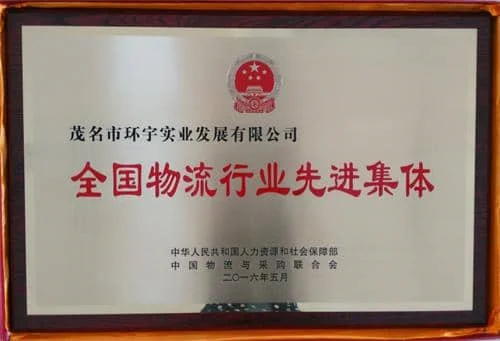 茂名市环宇实业发展有限公司
全国物流行业先进集体
中华人民共和国人力资源和社会保障部
中国物流与采购联合会
二〇一六年五月